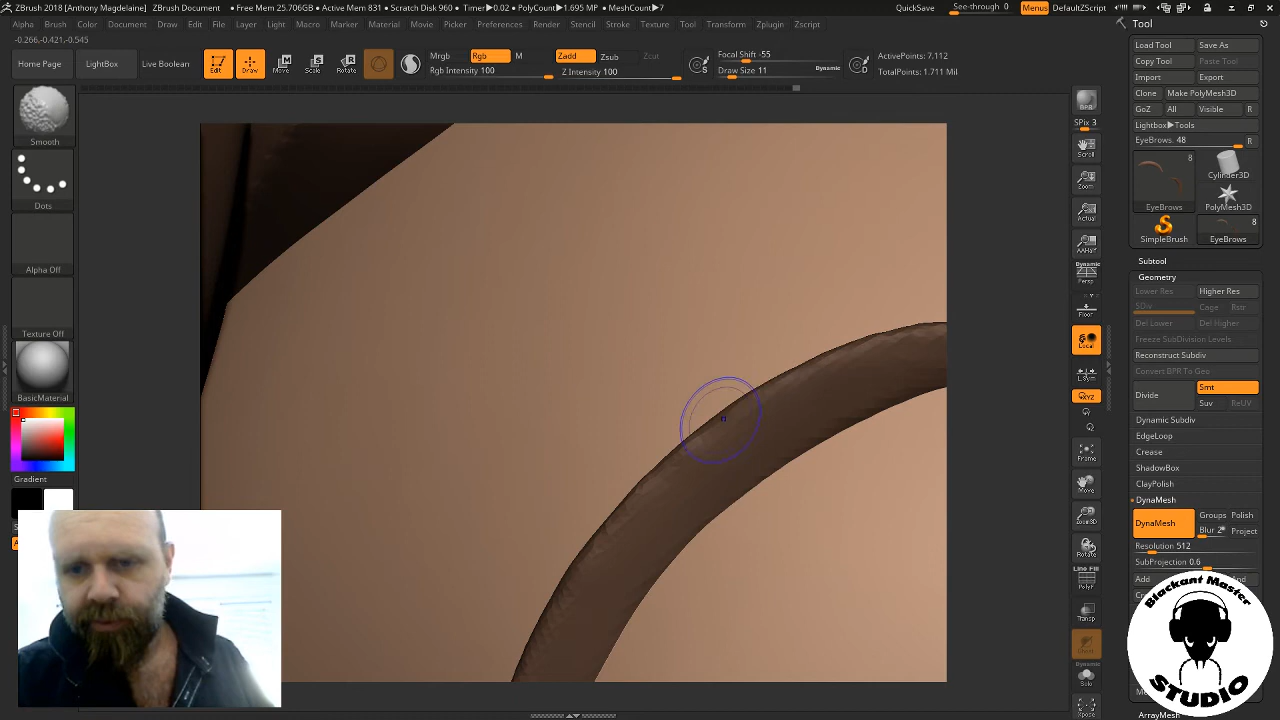 ZBrush 2018 [Anthony Magdelaine] ZBrush Document • Free Mem 25.706GB • Active Mem 831 • Scratch Disk 960 • Timer▶0.02 • PolyCount▶1.695 MP • MeshCount▶7 QuickSave See-through 0 Menus DefaultZScript
Alpha Brush Color Document Draw Edit File Layer Light Macro Marker Material Movie Picker Preferences Render Stencil Stroke Texture Tool Transform Zplugin Zscript
-0.266,-0.421,-0.545
Home Page LightBox Live Boolean Edit Draw Move Scale Rotate
Mrgb Rgb M Zadd Zsub Zcut
Rgb Intensity 100 Z Intensity 100
Focal Shift -55
Draw Size 11 Dynamic
ActivePoints: 7,112
TotalPoints: 1.711 Mil
Smooth
Dots
Alpha Off
Texture Off
BasicMaterial
Gradient
BPR
SPix 3
Scroll
Zoom
Actual
AAHalf
Dynamic
Persp
Floor
Local
L.Sym
XYZ
Frame
Move
Zoom3D
Rotate
Line Fill
PolyF
Transp
Ghost
Dynamic
Solo
Xpose
Tool
Load Tool Save As
Copy Tool Paste Tool
Import Export
Clone Make PolyMesh3D
GoZ All Visible R
Lightbox▶Tools
EyeBrows. 48 R
8
Cylinder3D
EyeBrows PolyMesh3D
8
SimpleBrush EyeBrows
Subtool
Geometry
Lower Res Higher Res
SDiv Cage Rstr
Del Lower Del Higher
Freeze SubDivision Levels
Reconstruct Subdiv
Convert BPR To Geo
Divide Smt
Suv ReUV
Dynamic Subdiv
EdgeLoop
Crease
ShadowBox
ClayPolish
DynaMesh
DynaMesh Groups Polish
Blur 2 Project
Resolution 512
SubProjection 0.6
Add
ArrayMesh
Blackant Master
STUDIO